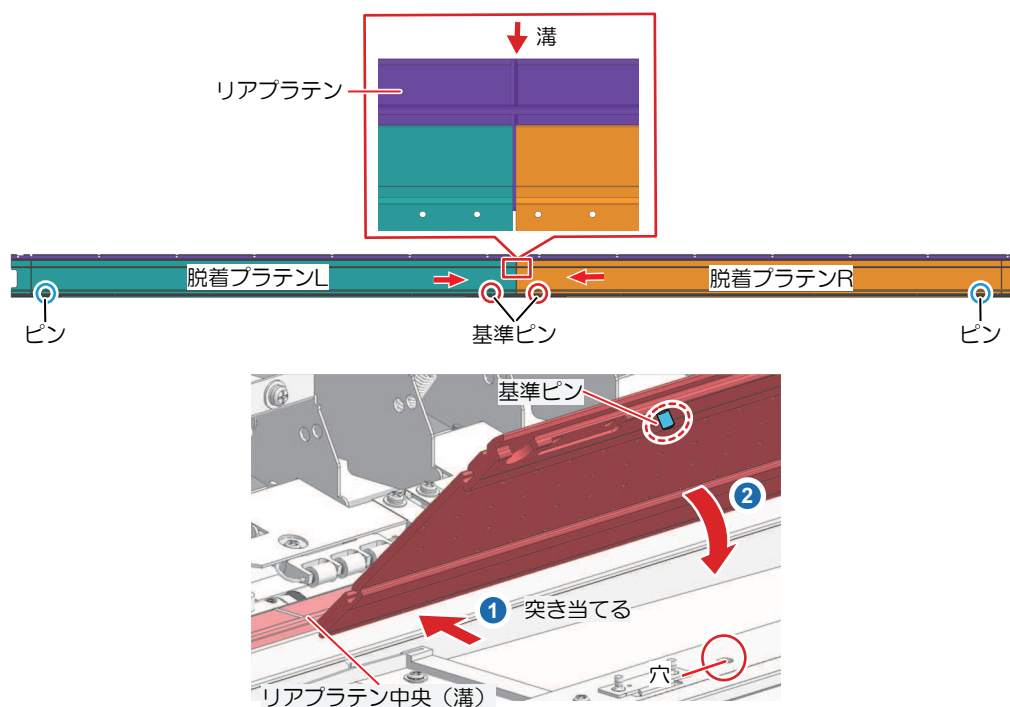 溝
リアプラテン
脱着プラテンL
脱着プラテンR
ピン
基準ピン
ピン
基準ピン
2
1 突き当てる
穴
リアプラテン中央（溝）